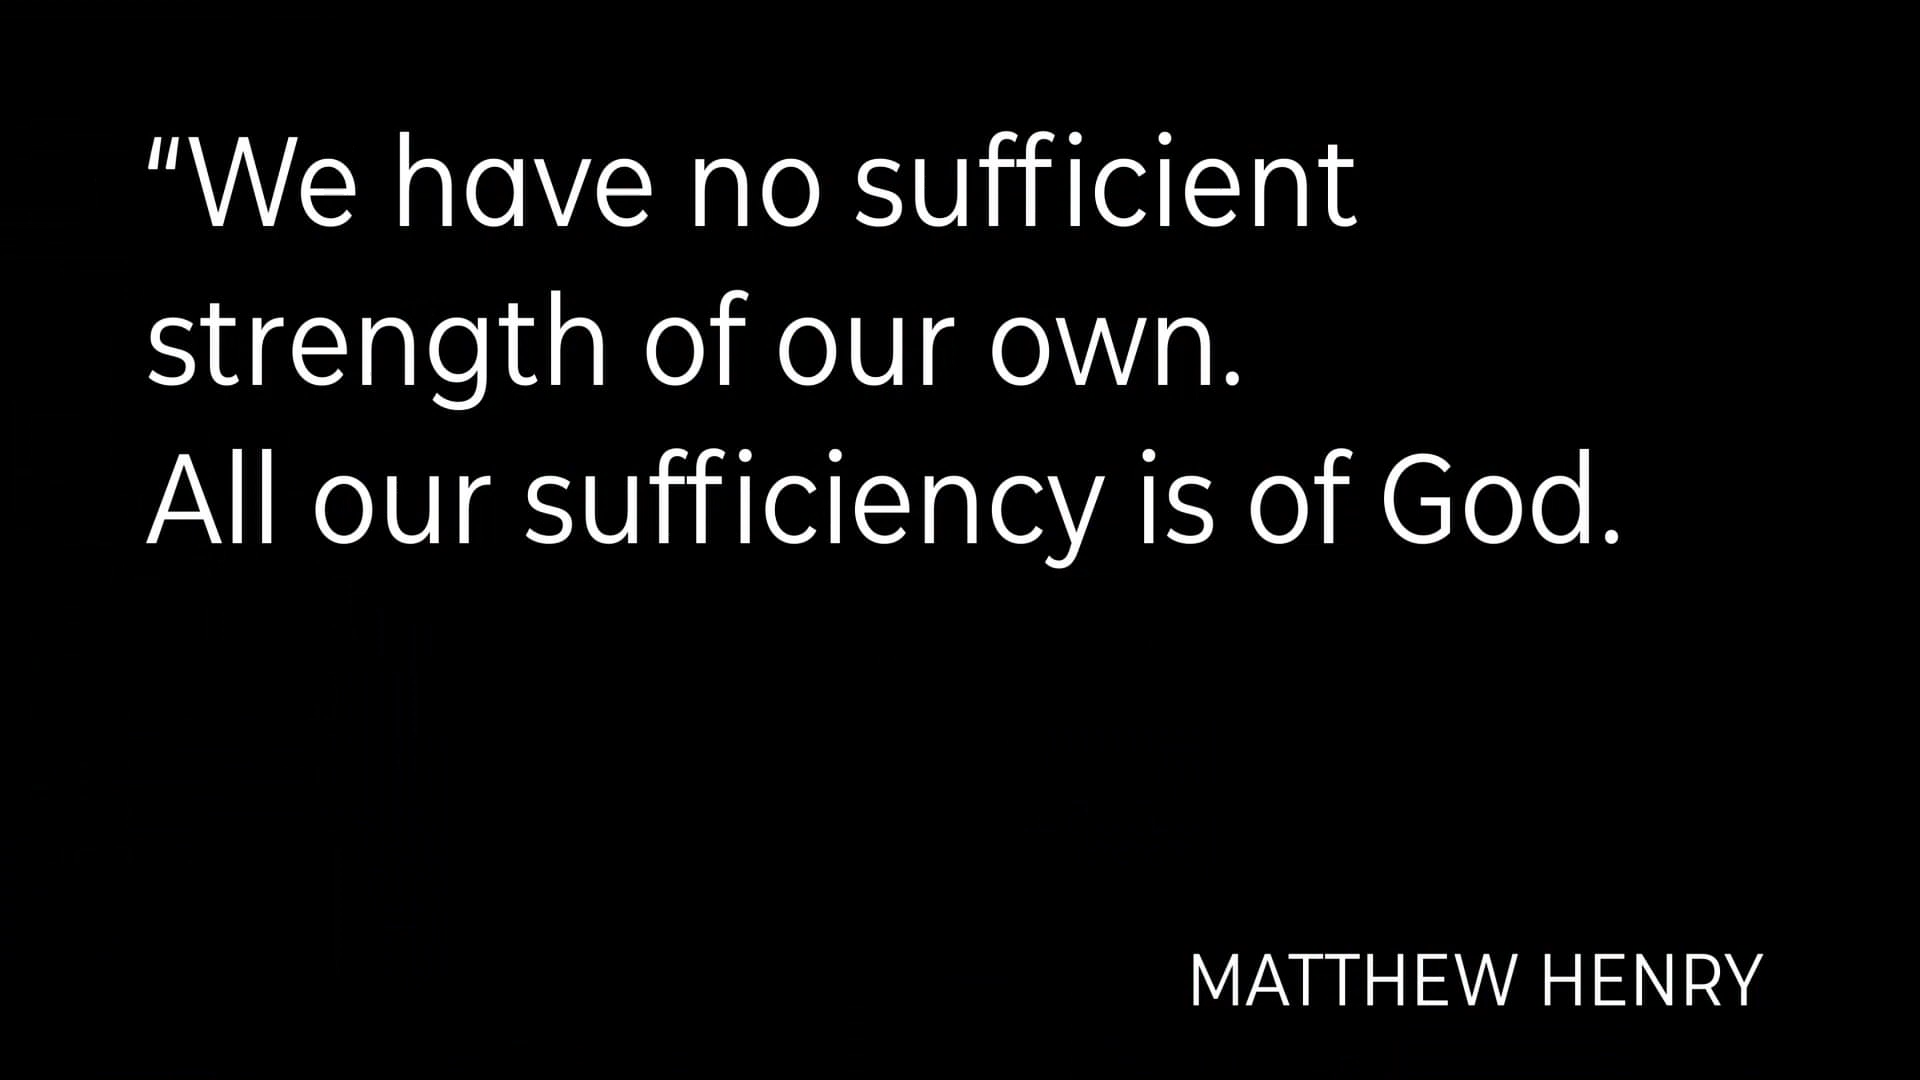 “We have no sufficient
strength of our own.
All our sufficiency is of God.
MATTHEW HENRY